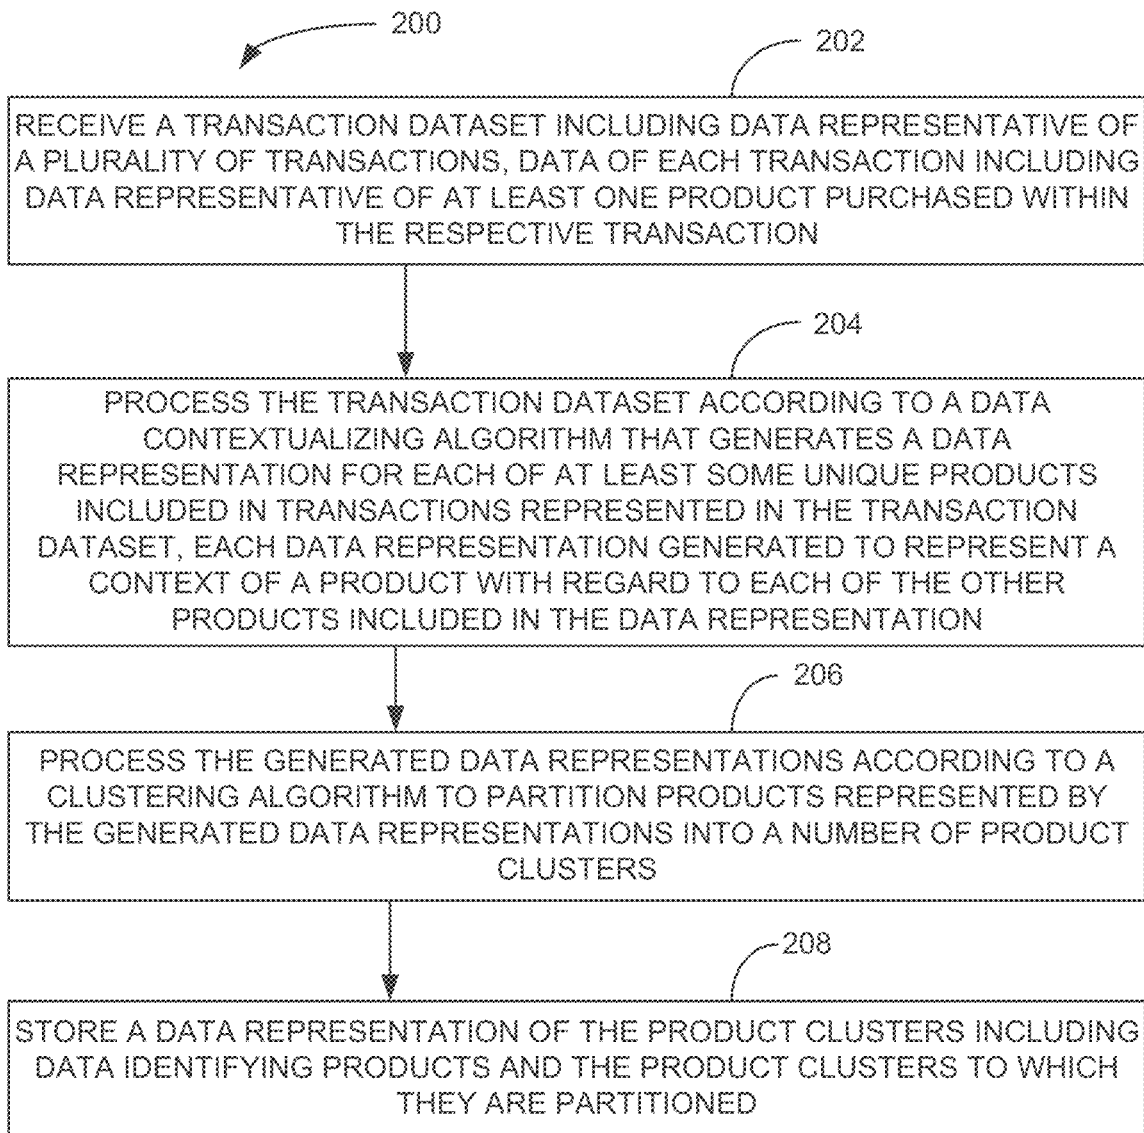 200
202
RECEIVE A TRANSACTION DATASET INCLUDING DATA REPRESENTATIVE OF
A PLURALITY OF TRANSACTIONS, DATA OF EACH TRANSACTION INCLUDING
DATA REPRESENTATIVE OF AT LEAST ONE PRODUCT PURCHASED WITHIN
THE RESPECTIVE TRANSACTION
204
PROCESS THE TRANSACTION DATASET ACCORDING TO A DATA
CONTEXTUALIZING ALGORITHM THAT GENERATES A DATA
REPRESENTATION FOR EACH OF AT LEAST SOME UNIQUE PRODUCTS
INCLUDED IN TRANSACTIONS REPRESENTED IN THE TRANSACTION
DATASET, EACH DATA REPRESENTATION GENERATED TO REPRESENT A
CONTEXT OF A PRODUCT WITH REGARD TO EACH OF THE OTHER
PRODUCTS INCLUDED IN THE DATA REPRESENTATION
206
PROCESS THE GENERATED DATA REPRESENTATIONS ACCORDING TO A
CLUSTERING ALGORITHM TO PARTITION PRODUCTS REPRESENTED BY
THE GENERATED DATA REPRESENTATIONS INTO A NUMBER OF PRODUCT
CLUSTERS
208
STORE A DATA REPRESENTATION OF THE PRODUCT CLUSTERS INCLUDING
DATA IDENTIFYING PRODUCTS AND THE PRODUCT CLUSTERS TO WHICH
THEY ARE PARTITIONED